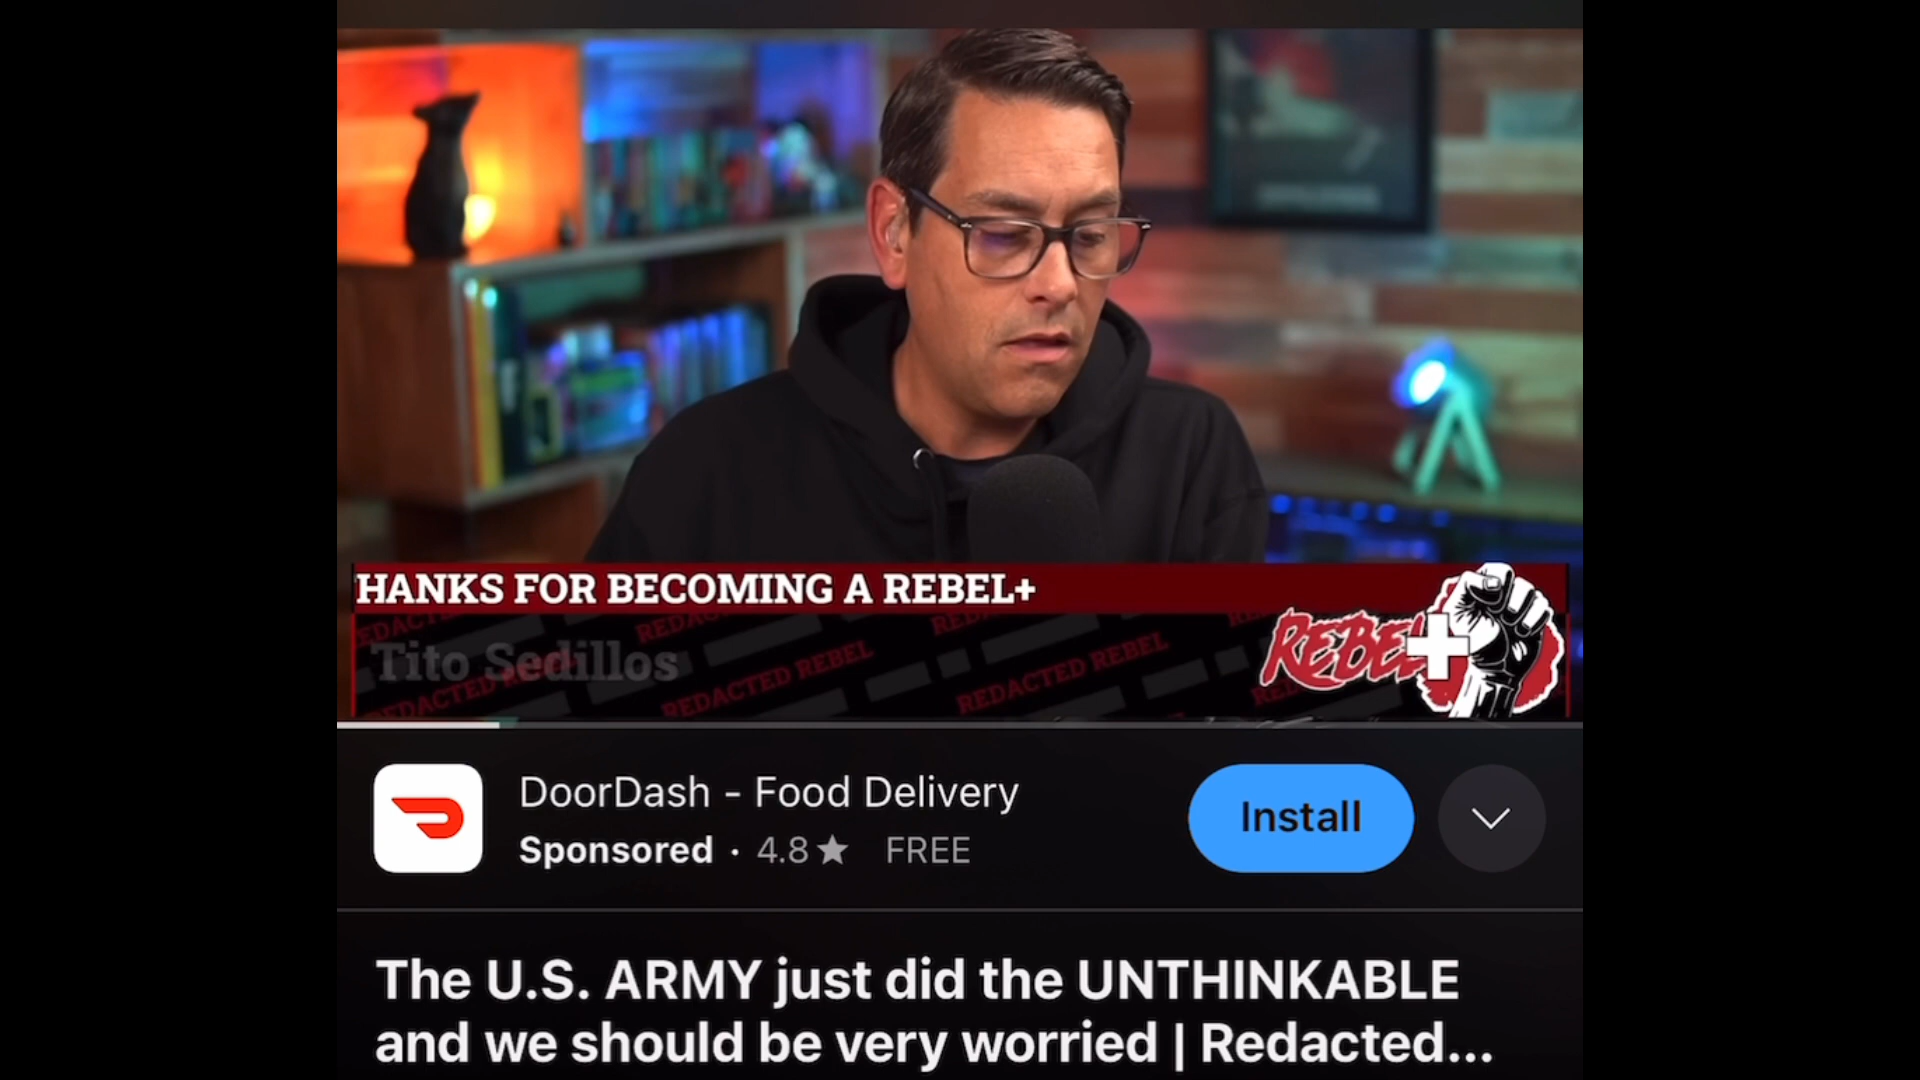 HANKS FOR BECOMING A REBEL+
Tito Sedillos
REDACTED REBEL
REDACTED REBEL
REBEL+
DoorDash - Food Delivery
Install
Sponsored · 4.8★ FREE
The U.S. ARMY just did the UNTHINKABLE
and we should be very worried | Redacted...